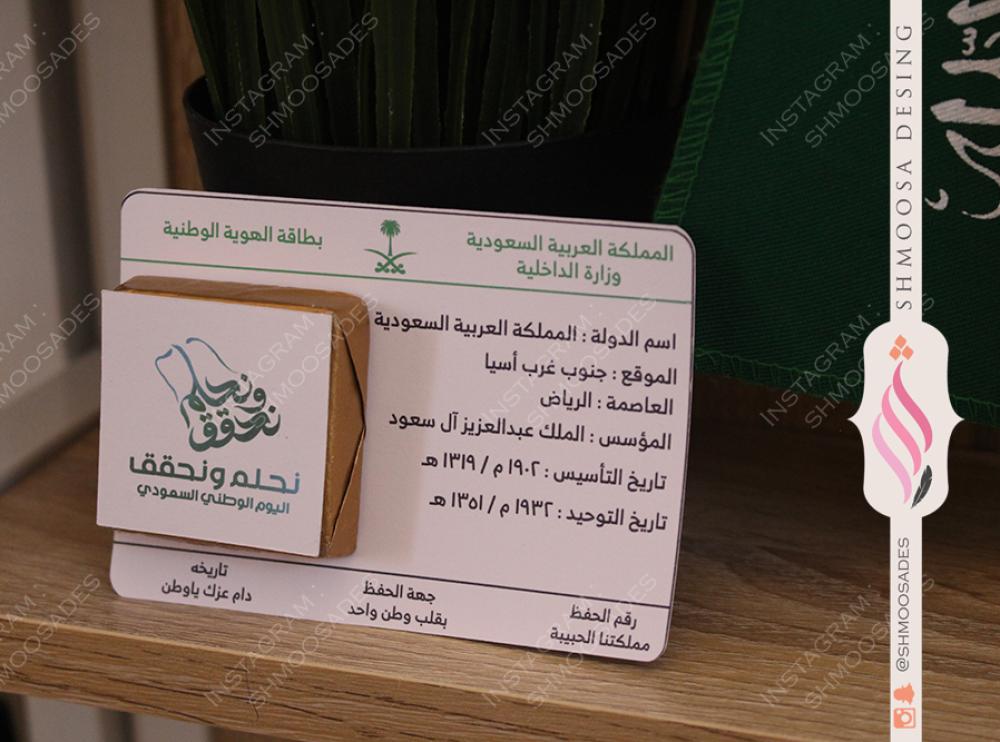 المملكة العربية السعودية
وزارة الداخلية
بطاقة الهوية الوطنية
اسم الدولة : المملكة العربية السعودية
الموقع : جنوب غرب أسيا
العاصمة : الرياض
المؤسس : الملك عبدالعزيز آل سعود
تاريخ التأسيس : ١٩٠٢ م / ١٣١٩ هـ
تاريخ التوحيد : ١٩٣٢ م / ١٣٥١ هـ
ونحلم
نحقق
نحلم ونحقق
اليوم الوطني السعودي
رقم الحفظ
مملكتنا الحبيبة
جهة الحفظ
بقلب وطن واحد
تاريخه
دام عزك ياوطن
SHMOOSA DESING
@SHMOOSADES
INSTAGRAM :
SHMOOSADES